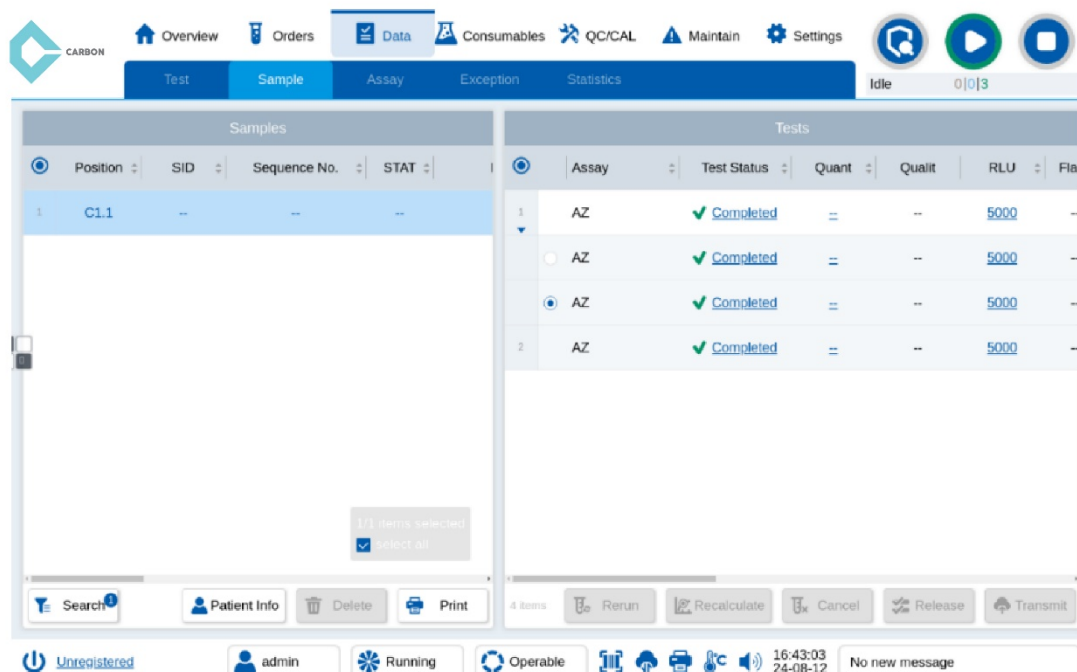 CARBON
Overview Orders Data Consumables QC/CAL Maintain Settings
Test Sample Assay Exception Statistics
Idle 0|0|3
Samples Tests
Position SID Sequence No. STAT Assay Test Status Quant Qualit RLU Fla
1 C1.1 -- -- -- 1 AZ Completed -- -- 5000 --
AZ Completed -- -- 5000 --
AZ Completed -- -- 5000 --
2 AZ Completed -- -- 5000 --
1/1 items selected
select all
Search 1 Patient Info Delete Print 4 items Rerun Recalculate Cancel Release Transmit
Unregistered admin Running Operable °C 16:43:03 No new message
24-08-12